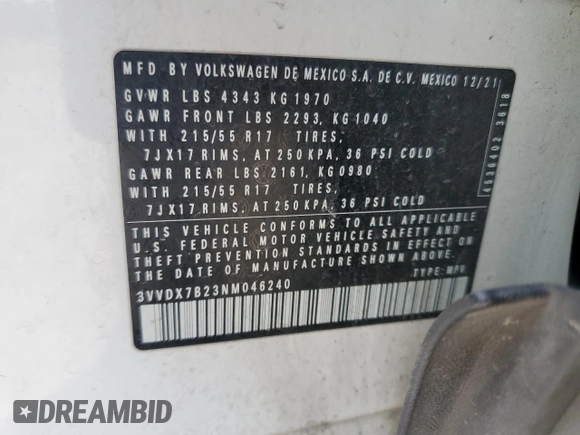 MFD BY VOLKSWAGEN DE MEXICO S.A. DE C.V. MEXICO 12/21
GVWR LBS 4343 KG 1970
GAWR FRONT LBS 2293, KG 1040
WITH 215/55 R17 TIRES,
7JX17 RIMS, AT 250 KPA, 36 PSI COLD
GAWR REAR LBS 2161, KG 0980
WITH 215/55 R17 TIRES,
7JX17 RIMS, AT 250 KPA, 36 PSI COLD
THIS VEHICLE CONFORMS TO ALL APPLICABLE
U.S. FEDERAL MOTOR VEHICLE SAFETY AND
THEFT PREVENTION STANDARDS IN EFFECT ON
THE DATE OF MANUFACTURE SHOWN ABOVE.
3VVDX7B23NM046240
TYPE: MPV
3618
DREAMBID